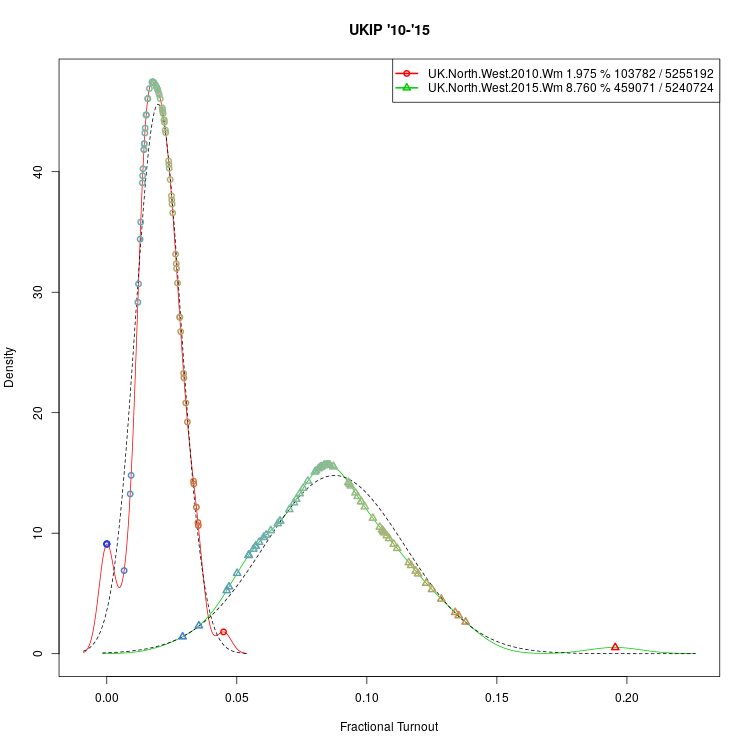 UKIP '10-'15
UK.North.West.2010.Wm 1.975 % 103782 / 5255192
UK.North.West.2015.Wm 8.760 % 459071 / 5240724
Density
40
30
20
10
0
0.00 0.05 0.10 0.15 0.20
Fractional Turnout